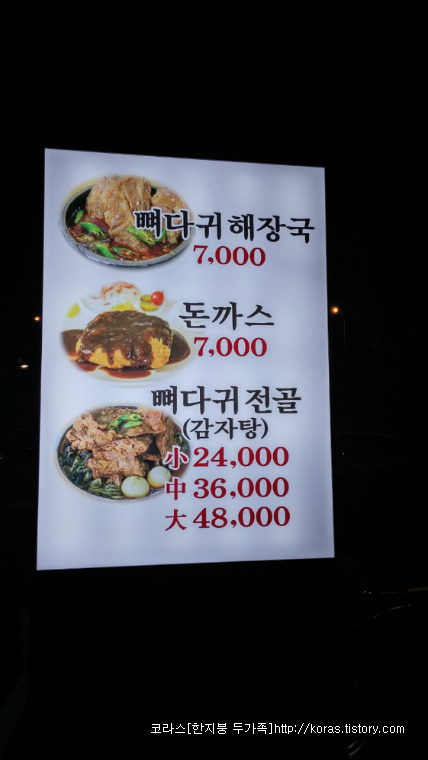 뼈다귀 해장국
7,000
돈까스
7,000
뼈다귀 전골
(감자탕)
小 24,000
中 36,000
大 48,000
코라스[한지붕 두가족]http://koras.tistory.com